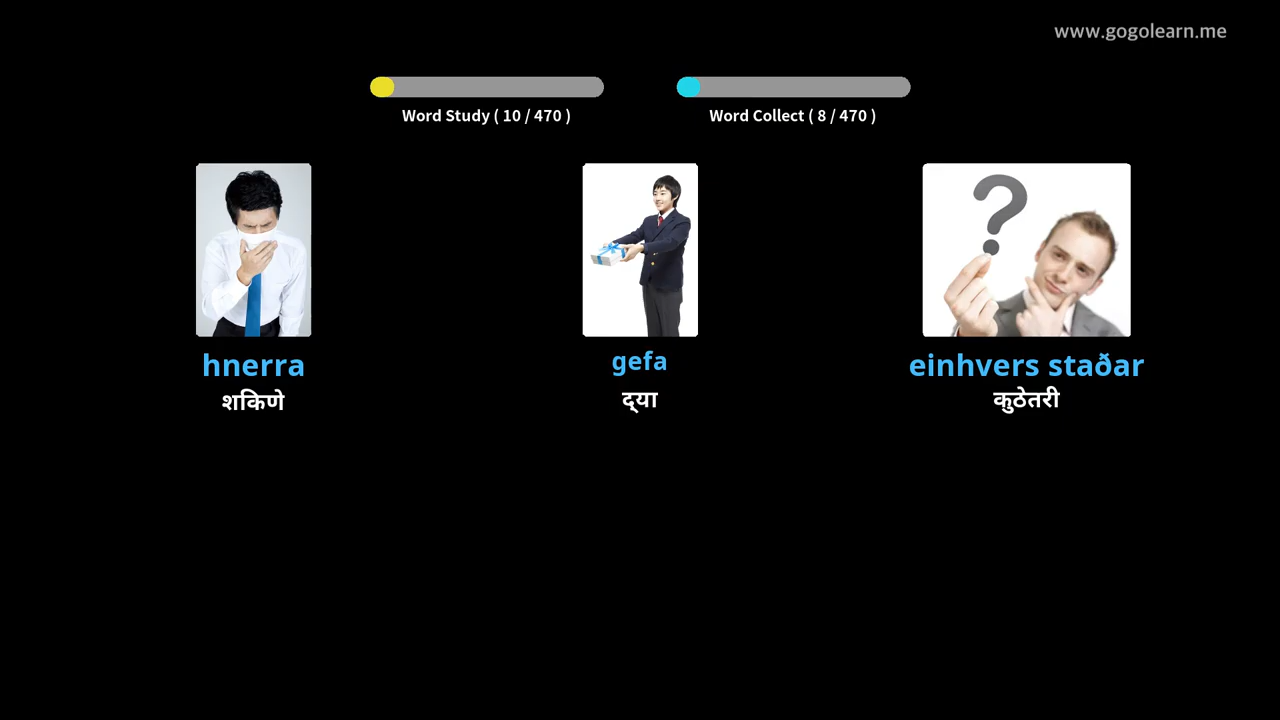 www.gogolearn.me
Word Study ( 10 / 470 )
Word Collect ( 8 / 470 )
hnerra
शकिणे
gefa
द्‌या
einhvers staðar
कुठेतरी